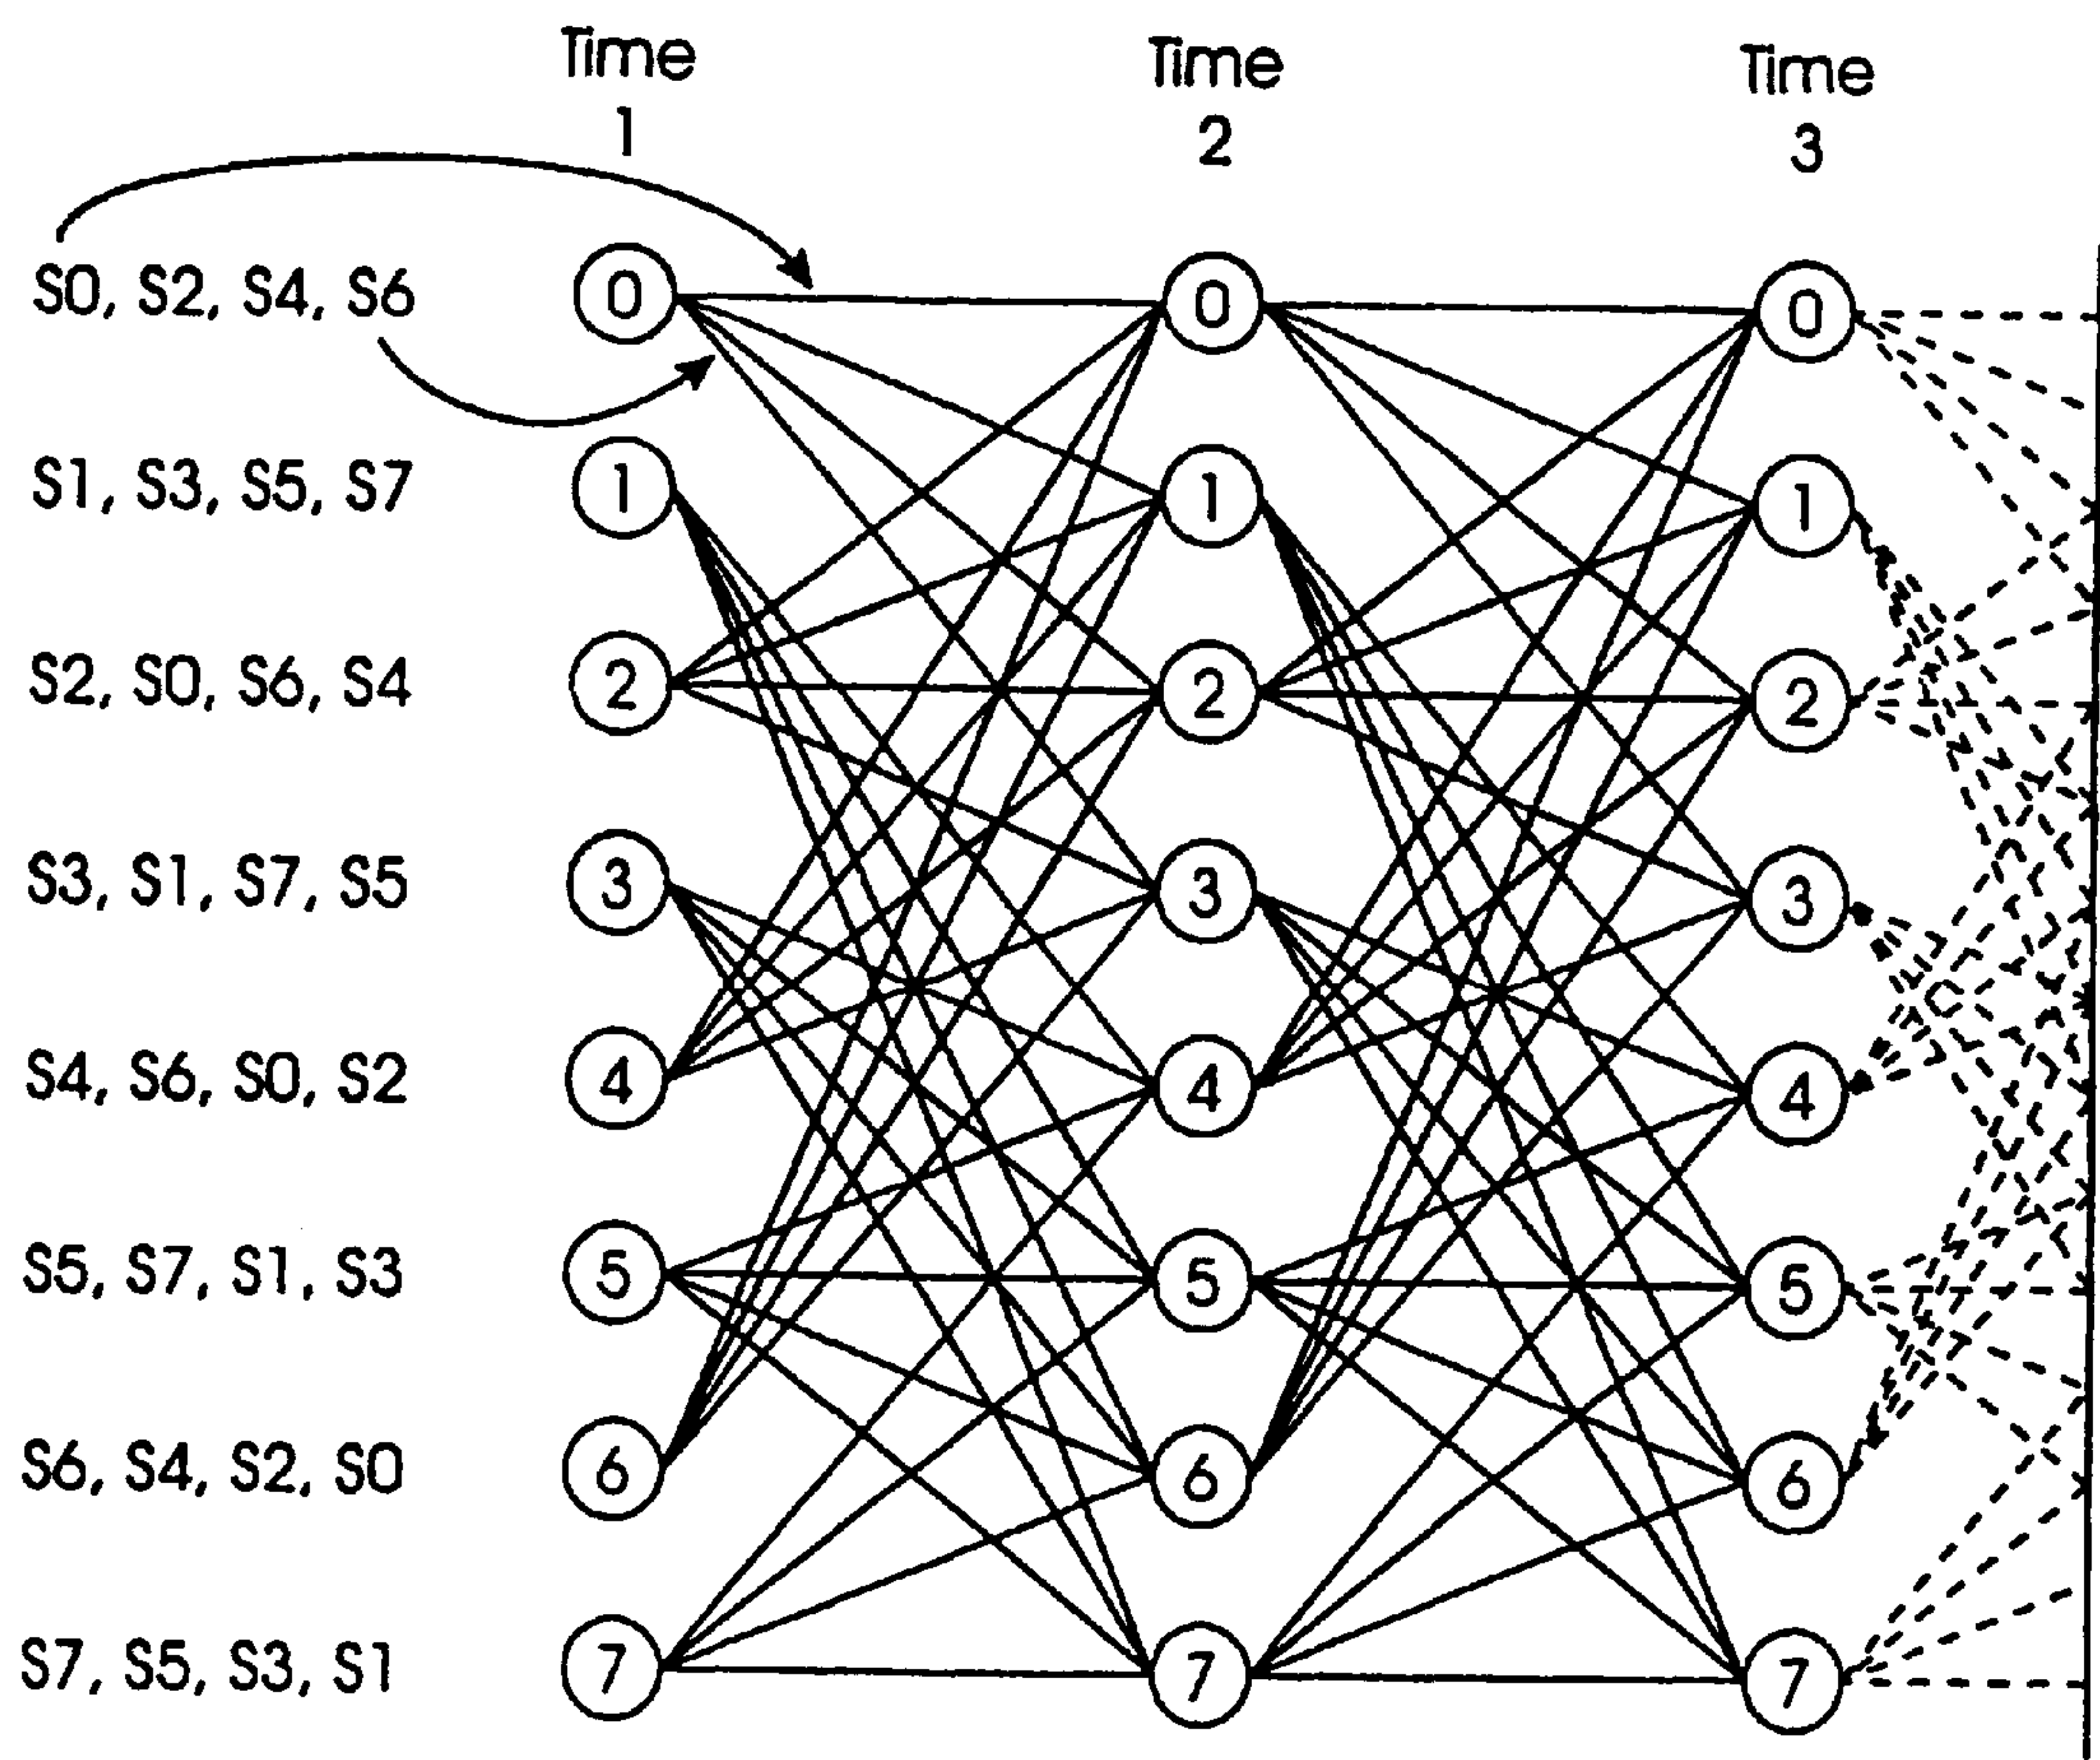 Time Time Time
1 2 3
S0, S2, S4, S6 0 0 0
S1, S3, S5, S7 1 1 1
S2, S0, S6, S4 2 2 2
S3, S1, S7, S5 3 3 3
S4, S6, S0, S2 4 4 4
S5, S7, S1, S3 5 5 5
S6, S4, S2, S0 6 6 6
S7, S5, S3, S1 7 7 7